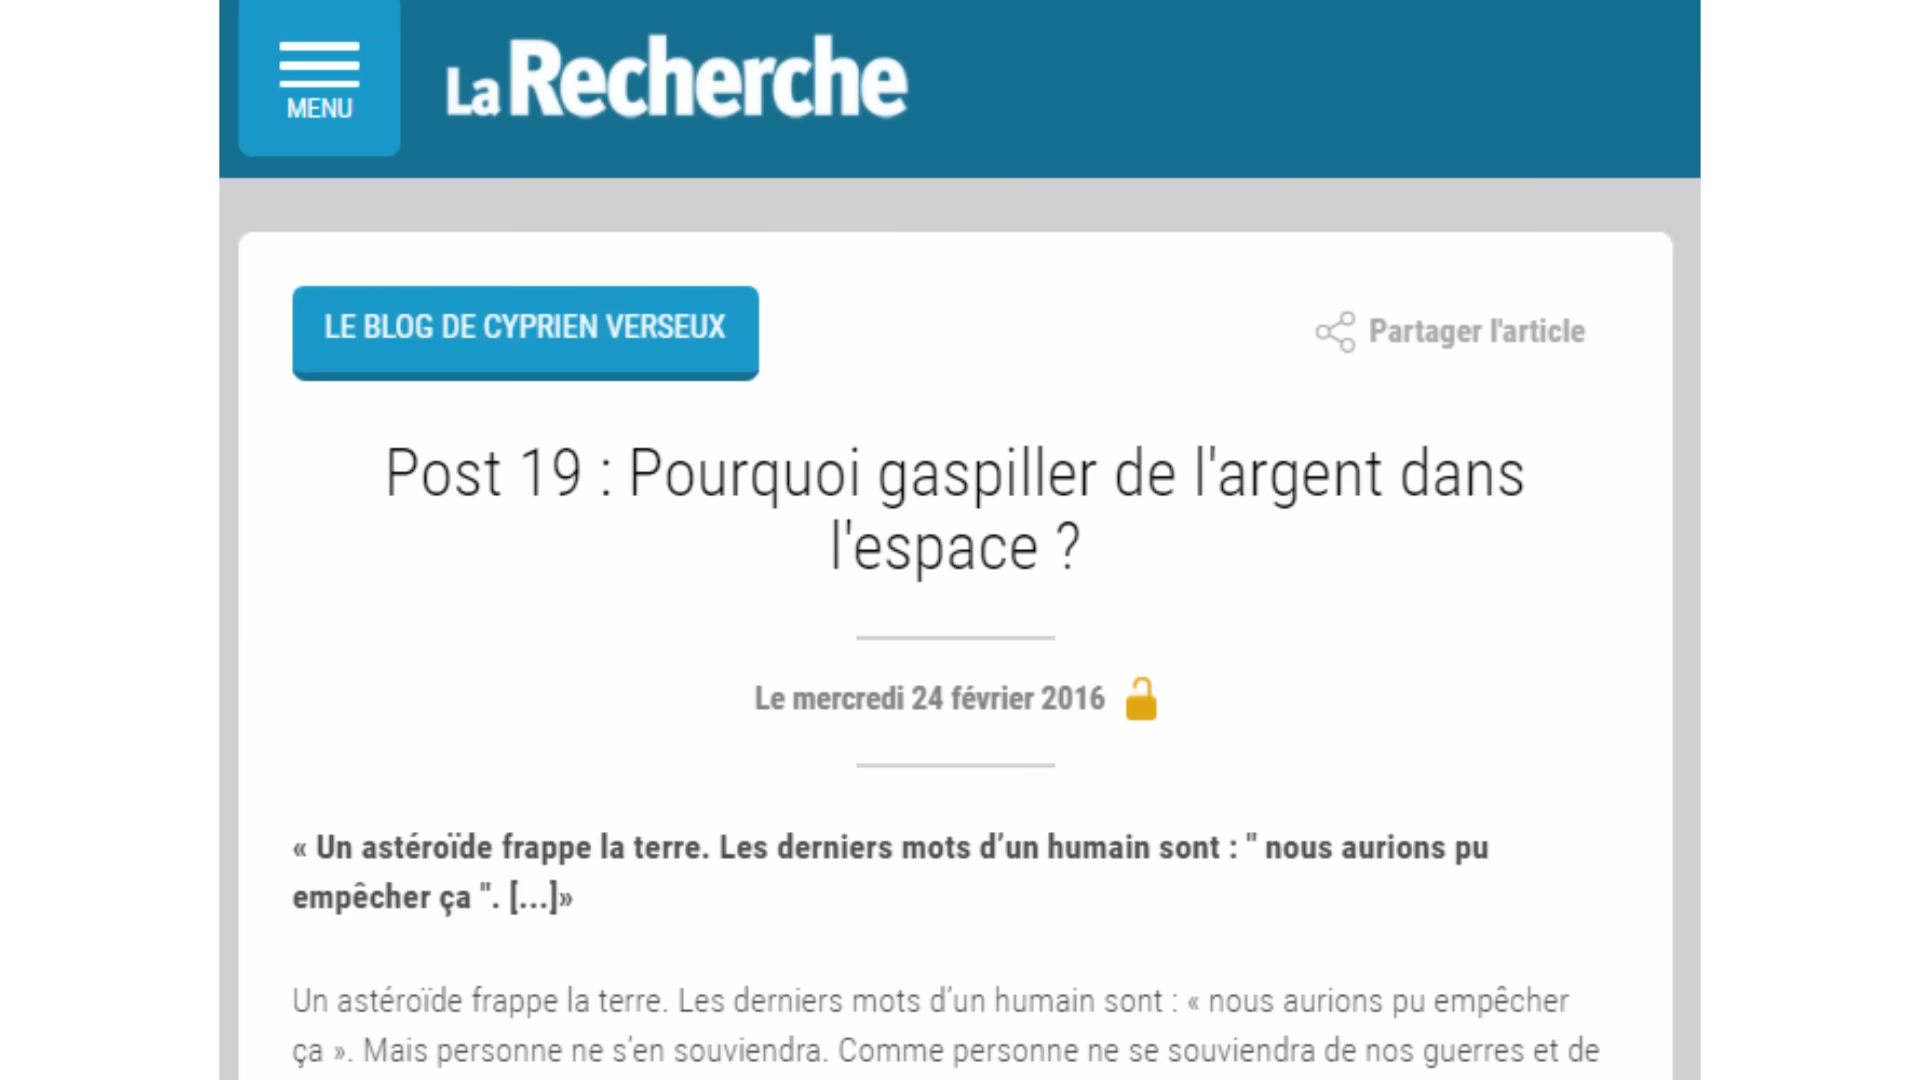 MENU
La Recherche
LE BLOG DE CYPRIEN VERSEUX
Partager l'article
Post 19 : Pourquoi gaspiller de l'argent dans
l'espace ?
Le mercredi 24 février 2016
« Un astéroïde frappe la terre. Les derniers mots d’un humain sont : " nous aurions pu
empêcher ça ". [...]»
Un astéroïde frappe la terre. Les derniers mots d’un humain sont : « nous aurions pu empêcher
ça ». Mais personne ne s’en souviendra. Comme personne ne se souviendra de nos guerres et de